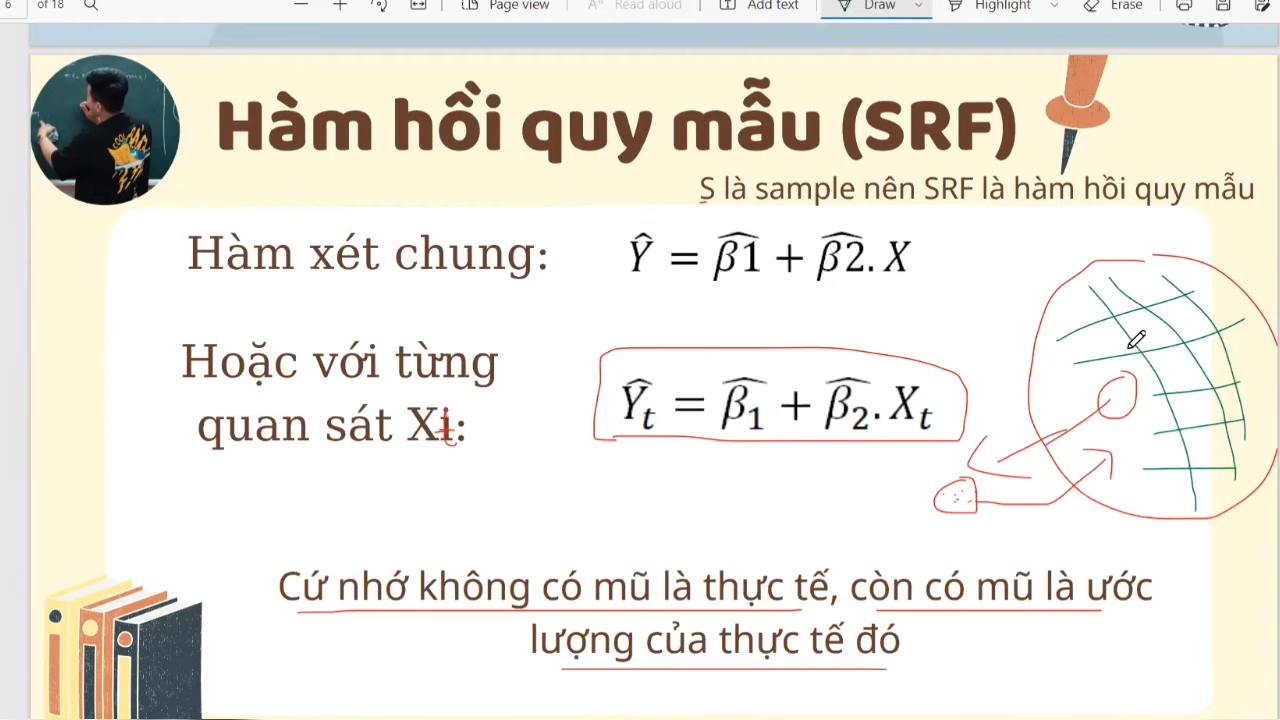 6 of 18 Page view Read aloud Add text Draw Highlight Erase
Hàm hồi quy mẫu (SRF)
S là sample nên SRF là hàm hồi quy mẫu
Hàm xét chung: Ŷ = β̂1 + β̂2. X
Hoặc với từng
quan sát Xt:
Ŷₜ = β̂₁ + β̂₂. Xₜ
Cứ nhớ không có mũ là thực tế, còn có mũ là ước
lượng của thực tế đó